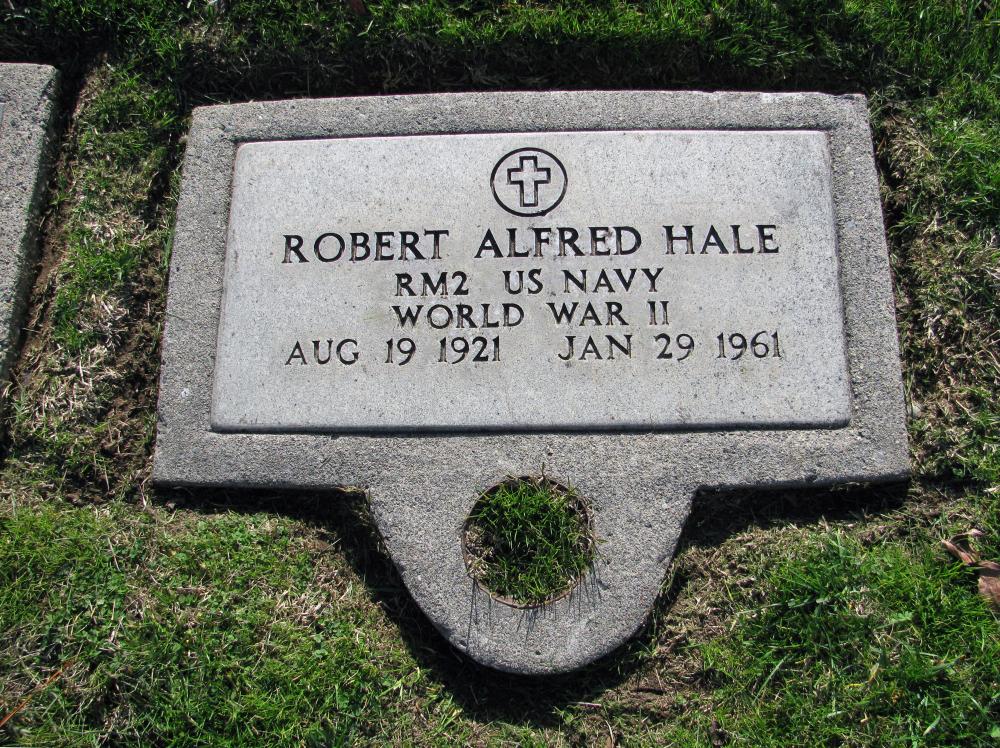 ROBERT ALFRED HALE
RM2 US NAVY
WORLD WAR II
AUG 19 1921 JAN 29 1961